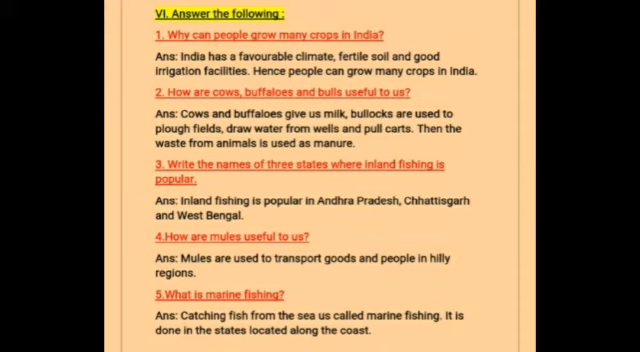 VI. Answer the following :
1. Why can people grow many crops in India?
Ans: India has a favourable climate, fertile soil and good
irrigation facilities. Hence people can grow many crops in India.
2. How are cows, buffaloes and bulls useful to us?
Ans: Cows and buffaloes give us milk, bullocks are used to
plough fields, draw water from wells and pull carts. Then the
waste from animals is used as manure.
3. Write the names of three states where inland fishing is
popular.
Ans: Inland fishing is popular in Andhra Pradesh, Chhattisgarh
and West Bengal.
4.How are mules useful to us?
Ans: Mules are used to transport goods and people in hilly
regions.
5.What is marine fishing?
Ans: Catching fish from the sea us called marine fishing. It is
done in the states located along the coast.